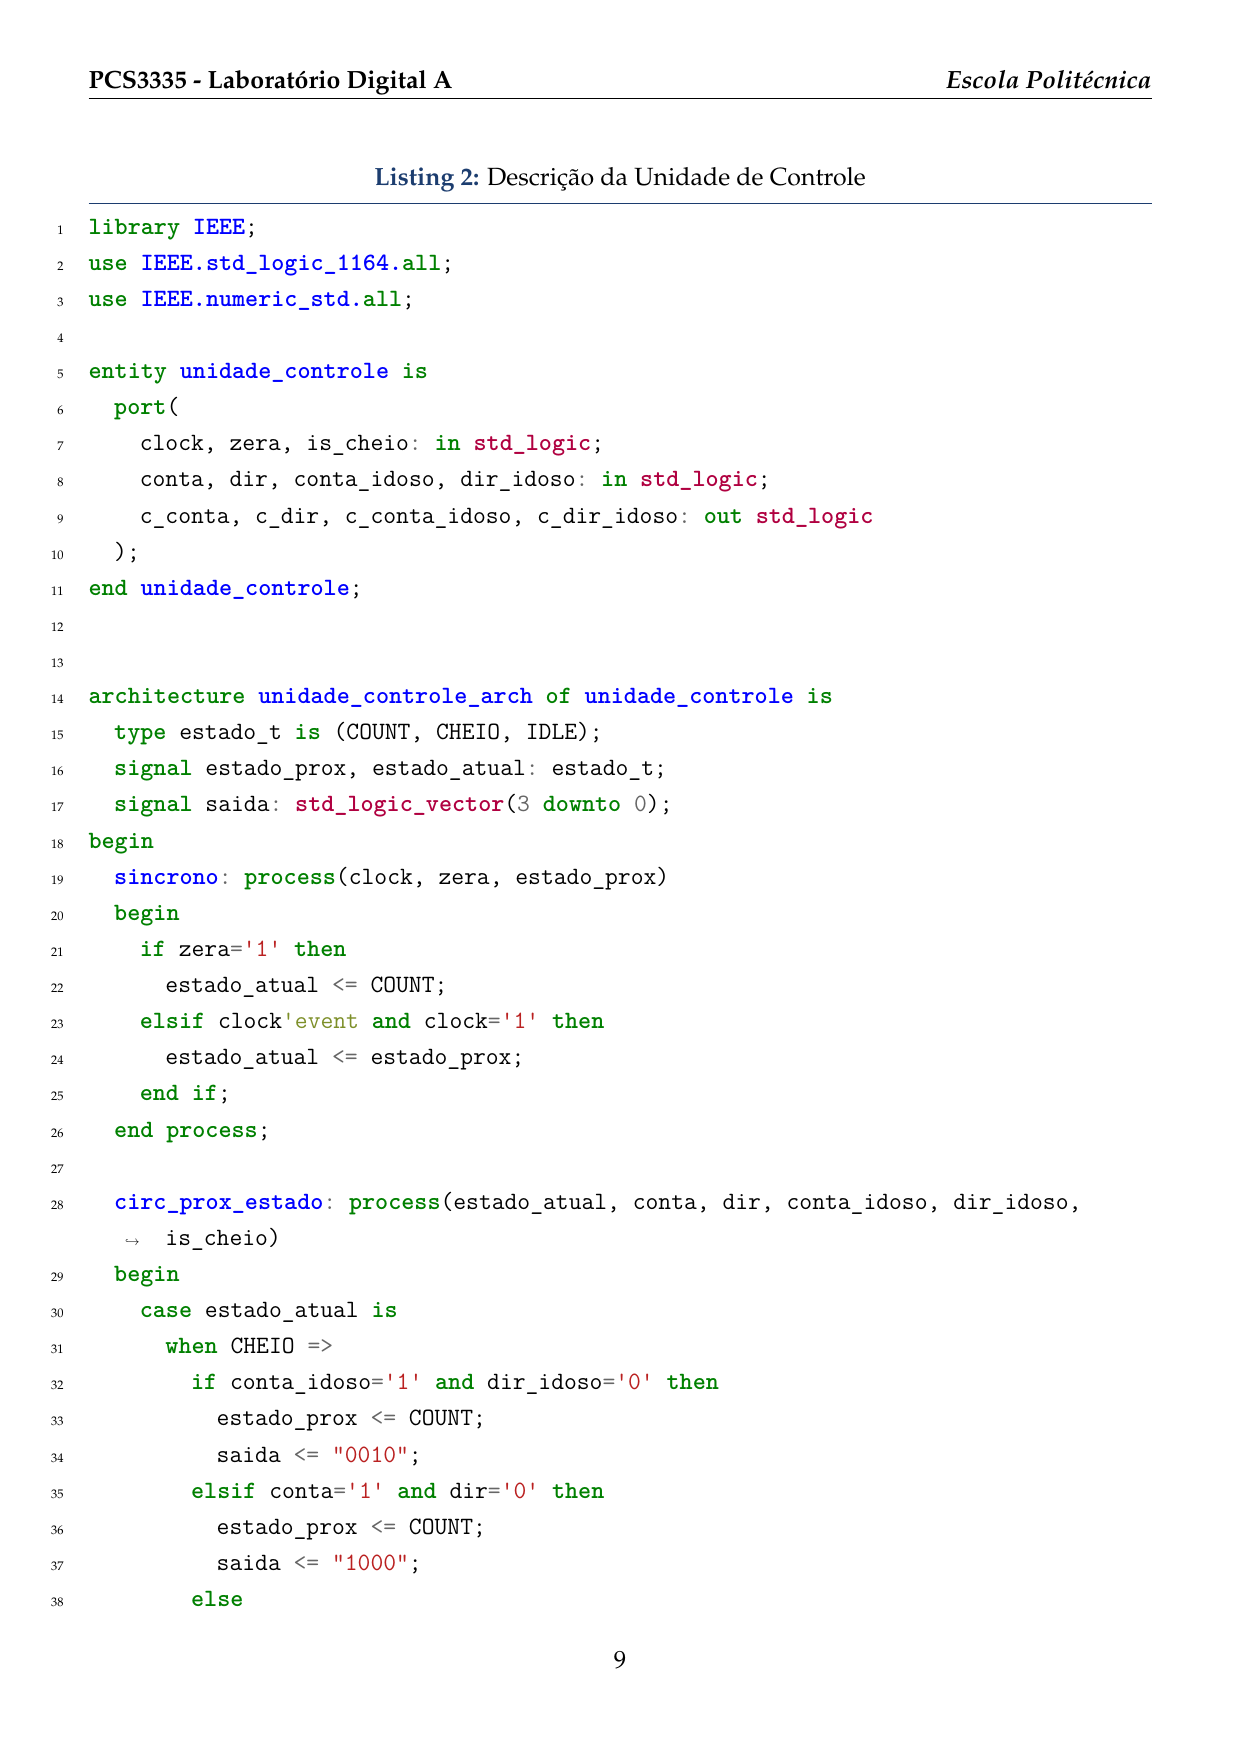 PCS3335 - Laboratório Digital A Escola Politécnica
Listing 2: Descrição da Unidade de Controle
1 library IEEE;
2 use IEEE.std_logic_1164.all;
3 use IEEE.numeric_std.all;
4
5 entity unidade_controle is
6   port(
7     clock, zera, is_cheio: in std_logic;
8     conta, dir, conta_idoso, dir_idoso: in std_logic;
9     c_conta, c_dir, c_conta_idoso, c_dir_idoso: out std_logic
10   );
11 end unidade_controle;
12
13
14 architecture unidade_controle_arch of unidade_controle is
15   type estado_t is (COUNT, CHEIO, IDLE);
16   signal estado_prox, estado_atual: estado_t;
17   signal saida: std_logic_vector(3 downto 0);
18 begin
19   sincrono: process(clock, zera, estado_prox)
20   begin
21     if zera='1' then
22       estado_atual <= COUNT;
23     elsif clock'event and clock='1' then
24       estado_atual <= estado_prox;
25     end if;
26   end process;
27
28   circ_prox_estado: process(estado_atual, conta, dir, conta_idoso, dir_idoso,
↪ is_cheio)
29   begin
30     case estado_atual is
31       when CHEIO =>
32         if conta_idoso='1' and dir_idoso='0' then
33           estado_prox <= COUNT;
34           saida <= "0010";
35         elsif conta='1' and dir='0' then
36           estado_prox <= COUNT;
37           saida <= "1000";
38         else
9